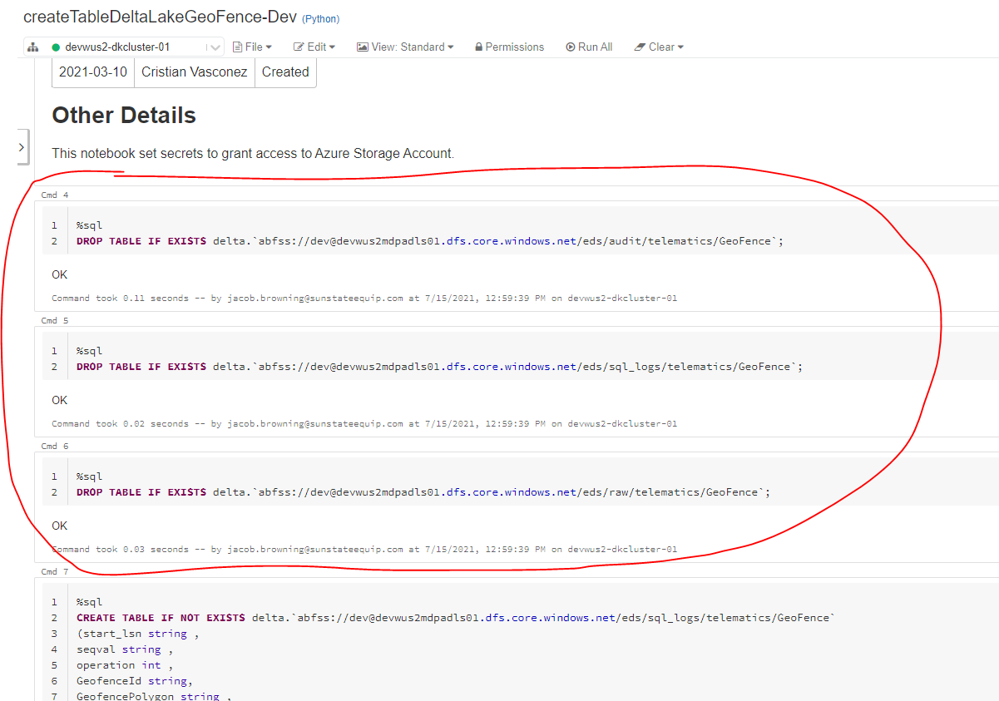 createTableDeltaLakeGeoFence-Dev (Python)
devwus2-dkcluster-01 File Edit View: Standard Permissions Run All Clear
2021-03-10 Cristian Vasconez Created
Other Details
This notebook set secrets to grant access to Azure Storage Account.
Cmd 4
1 %sql
2 DROP TABLE IF EXISTS delta.`abfss://dev@devwus2mdpadls01.dfs.core.windows.net/eds/audit/telematics/GeoFence`;
OK
Command took 0.11 seconds -- by jacob.browning@sunstateequip.com at 7/15/2021, 12:59:39 PM on devwus2-dkcluster-01
Cmd 5
1 %sql
2 DROP TABLE IF EXISTS delta.`abfss://dev@devwus2mdpadls01.dfs.core.windows.net/eds/sql_logs/telematics/GeoFence`;
OK
Command took 0.02 seconds -- by jacob.browning@sunstateequip.com at 7/15/2021, 12:59:39 PM on devwus2-dkcluster-01
Cmd 6
1 %sql
2 DROP TABLE IF EXISTS delta.`abfss://dev@devwus2mdpadls01.dfs.core.windows.net/eds/raw/telematics/GeoFence`;
OK
Command took 0.03 seconds -- by jacob.browning@sunstateequip.com at 7/15/2021, 12:59:39 PM on devwus2-dkcluster-01
Cmd 7
1 %sql
2 CREATE TABLE IF NOT EXISTS delta.`abfss://dev@devwus2mdpadls01.dfs.core.windows.net/eds/sql_logs/telematics/GeoFence`
3 (start_lsn string ,
4 seqval string ,
5 operation int ,
6 GeofenceId string,
7 GeofencePolygon string ,